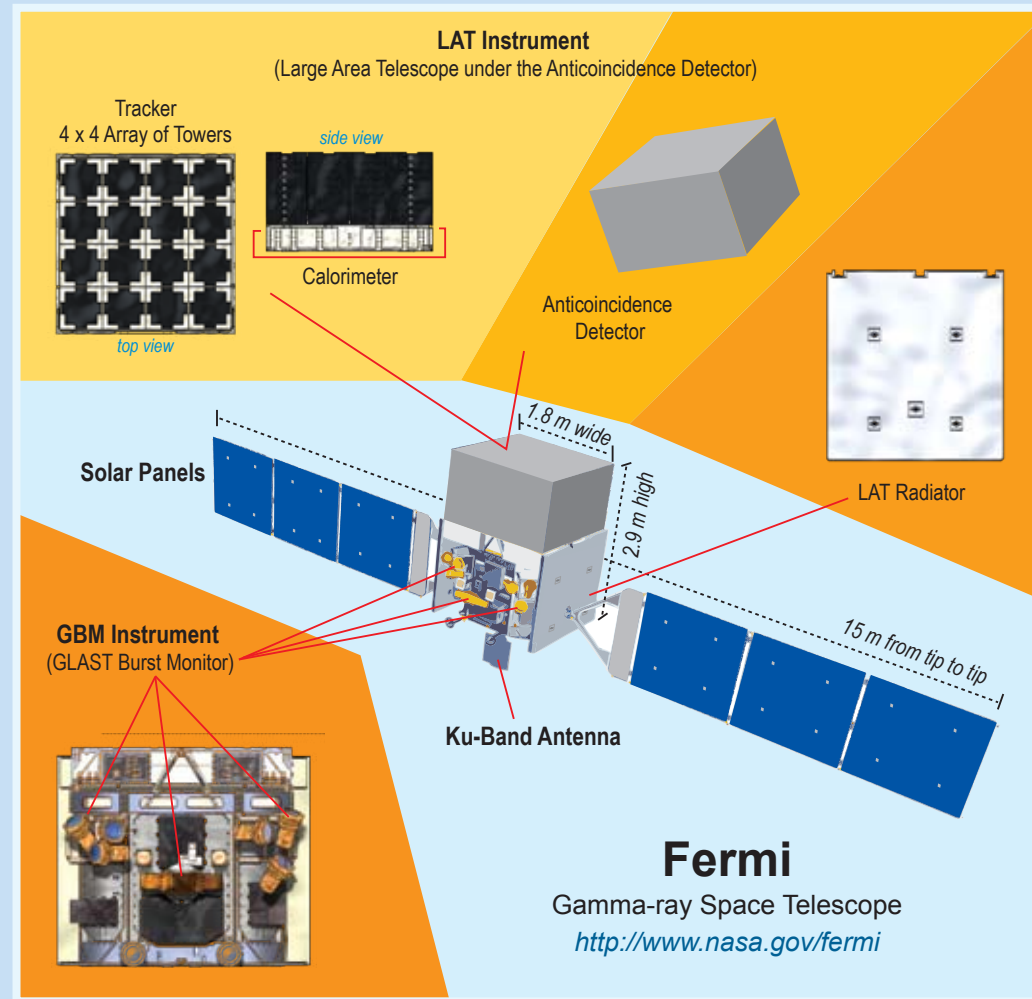 LAT Instrument
(Large Area Telescope under the Anticoincidence Detector)
Tracker
4 x 4 Array of Towers
side view
Calorimeter
top view
Anticoincidence
Detector
LAT Radiator
1.8 m wide
2.9 m high
Solar Panels
15 m from tip to tip
GBM Instrument
(GLAST Burst Monitor)
Ku-Band Antenna
Fermi
Gamma-ray Space Telescope
http://www.nasa.gov/fermi